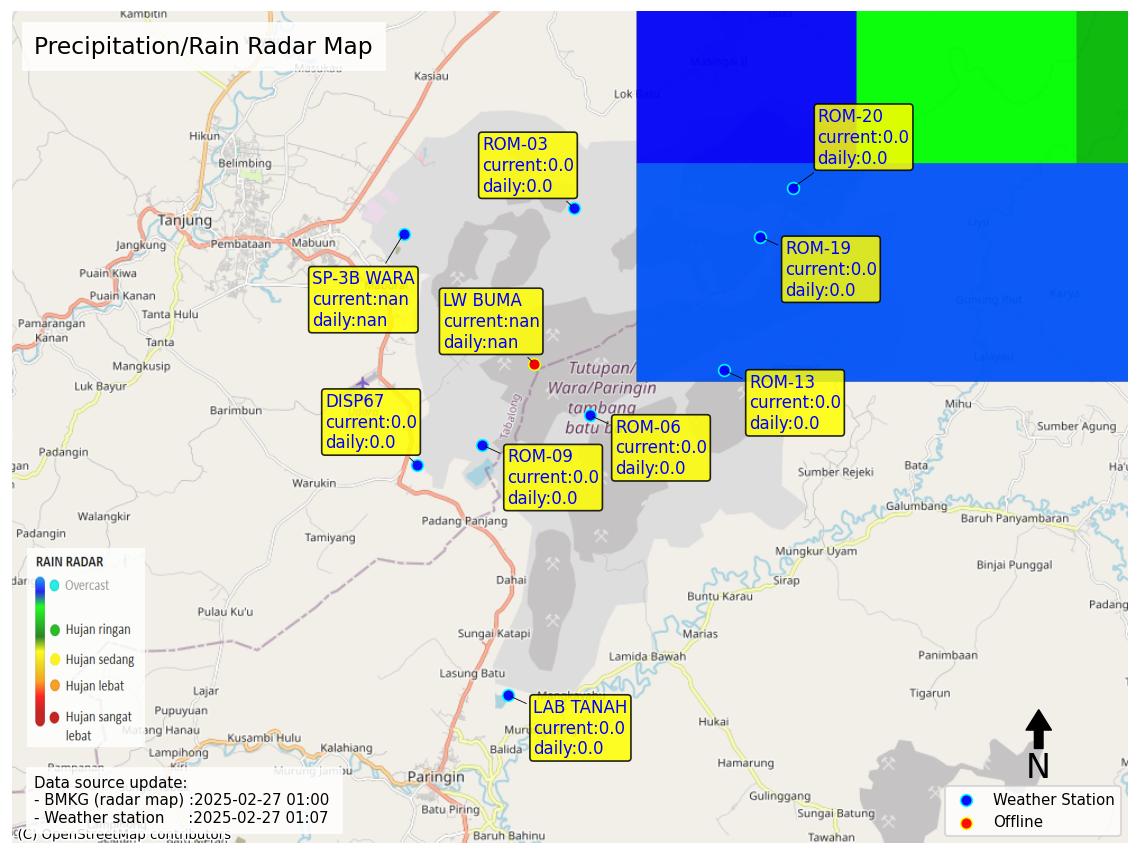 Kambitin
Precipitation/Rain Radar Map
Masukau
Kasiau
Lok Batu
Masingai
Hikun
Belimbing
ROM-20
current:0.0
daily:0.0
ROM-03
current:0.0
daily:0.0
Tanjung
Jangkung
Pembataan
Mabuun
ROM-19
current:0.0
daily:0.0
SP-3B WARA
current:nan
daily:nan
LW BUMA
current:nan
daily:nan
Puain Kiwa
Puain Kanan
Tanta Hulu
Pamarangan
Kanan
Tanta
Mangkusip
Luk Bayur
Barimbun
Padangin
Tutupan/
Wara/Paringin
tambang
batu b
Tabalong
ROM-13
current:0.0
daily:0.0
DISP67
current:0.0
daily:0.0
ROM-06
current:0.0
daily:0.0
ROM-09
current:0.0
daily:0.0
Mihu
Sumber Agung
Bata
Sumber Rejeki
Ha'u
Warukin
Galumbang
Baruh Panyambaran
Walangkir
Padangin
Padang Panjang
Tamiyang
Mungkur Uyam
Binjai Punggal
Dahai
Sirap
Buntu Karau
Padang
RAIN RADAR
Overcast
Hujan ringan
Hujan sedang
Hujan lebat
Hujan sangat
lebat
Pulau Ku'u
Sungai Katapi
Marias
Lamida Bawah
Panimbaan
Lasung Batu
Lajar
Tigarun
Pupuyuan
Matang Hanau
Kusambi Hulu
Kalahiang
Lampihong
Murung Jambu
LAB TANAH
current:0.0
daily:0.0
Balida
Hukai
Hamarung
Paringin
Batu Piring
Baruh Bahinu
Gulinggang
Sungai Batung
Tawahan
N
Data source update:
- BMKG (radar map) :2025-02-27 01:00
- Weather station :2025-02-27 01:07
(C) OpenStreetMap contributors
Weather Station
Offline